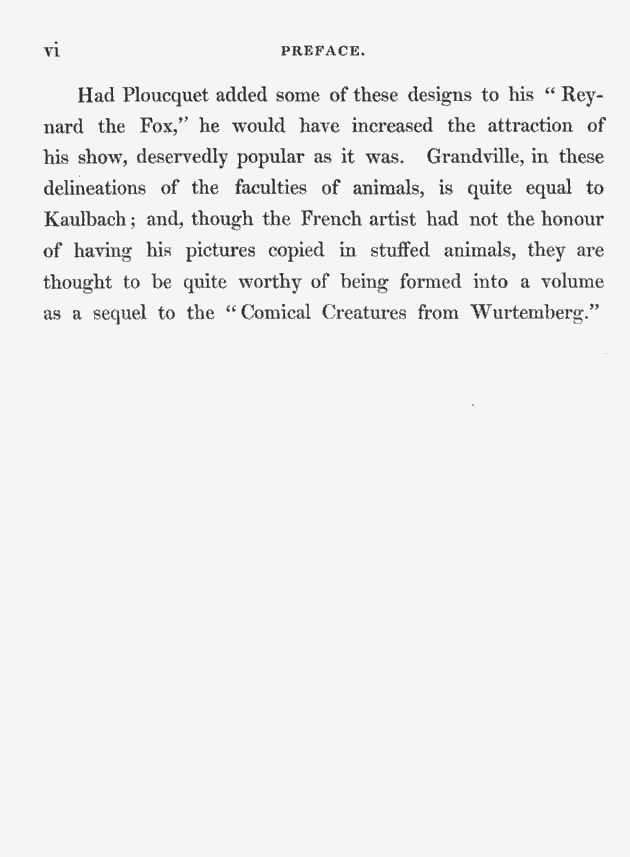 vi
PREFACE.
Had Ploucquet added some of these designs to his “ Rey-
nard the Fox,” he would have increased the attraction of
his show, deservedly popular as it was. Grandville, in these
delineations of the faculties of animals, is quite equal to
Kaulbach ; and, though the French artist had not the honour
of having his pictures copied in stuffed animals, they are
thought to be quite worthy of being formed into a volume
as a sequel to the “ Comical Creatures from Wurtemberg.”